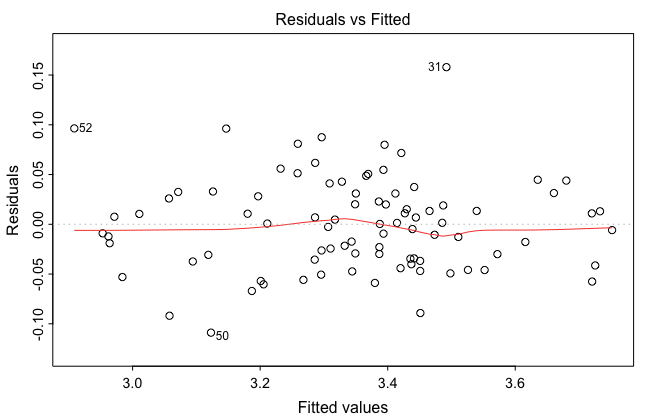 Residuals vs Fitted
Residuals
0.15
0.10
0.05
0.00
-0.05
-0.10
31
52
50
3.0 3.2 3.4 3.6
Fitted values